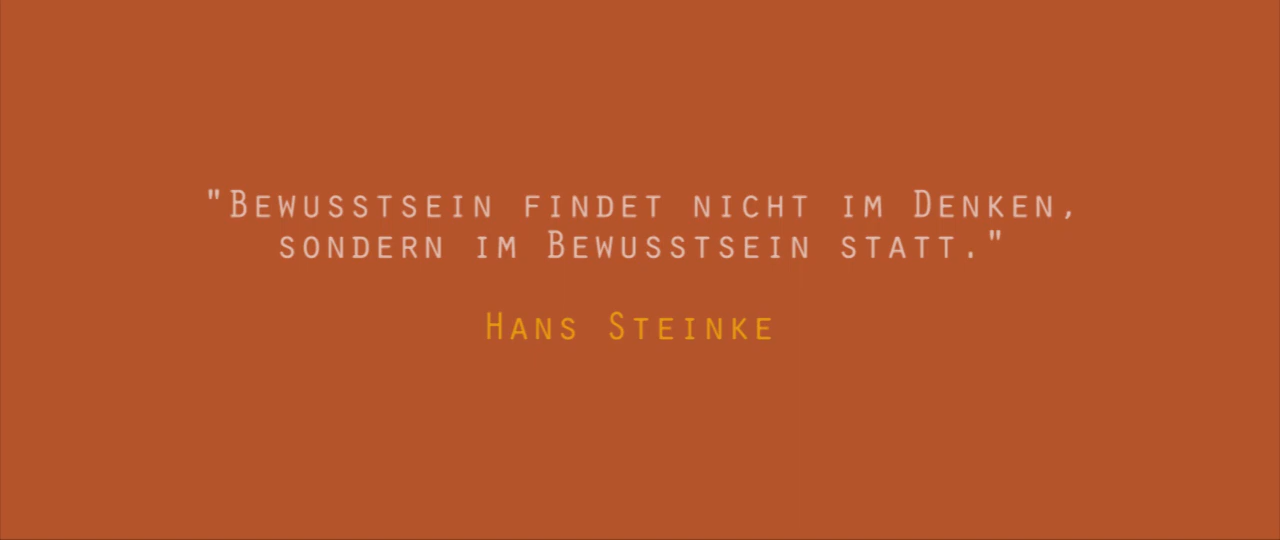 "Bewusstsein findet nicht im Denken,
sondern im Bewusstsein statt."
Hans Steinke